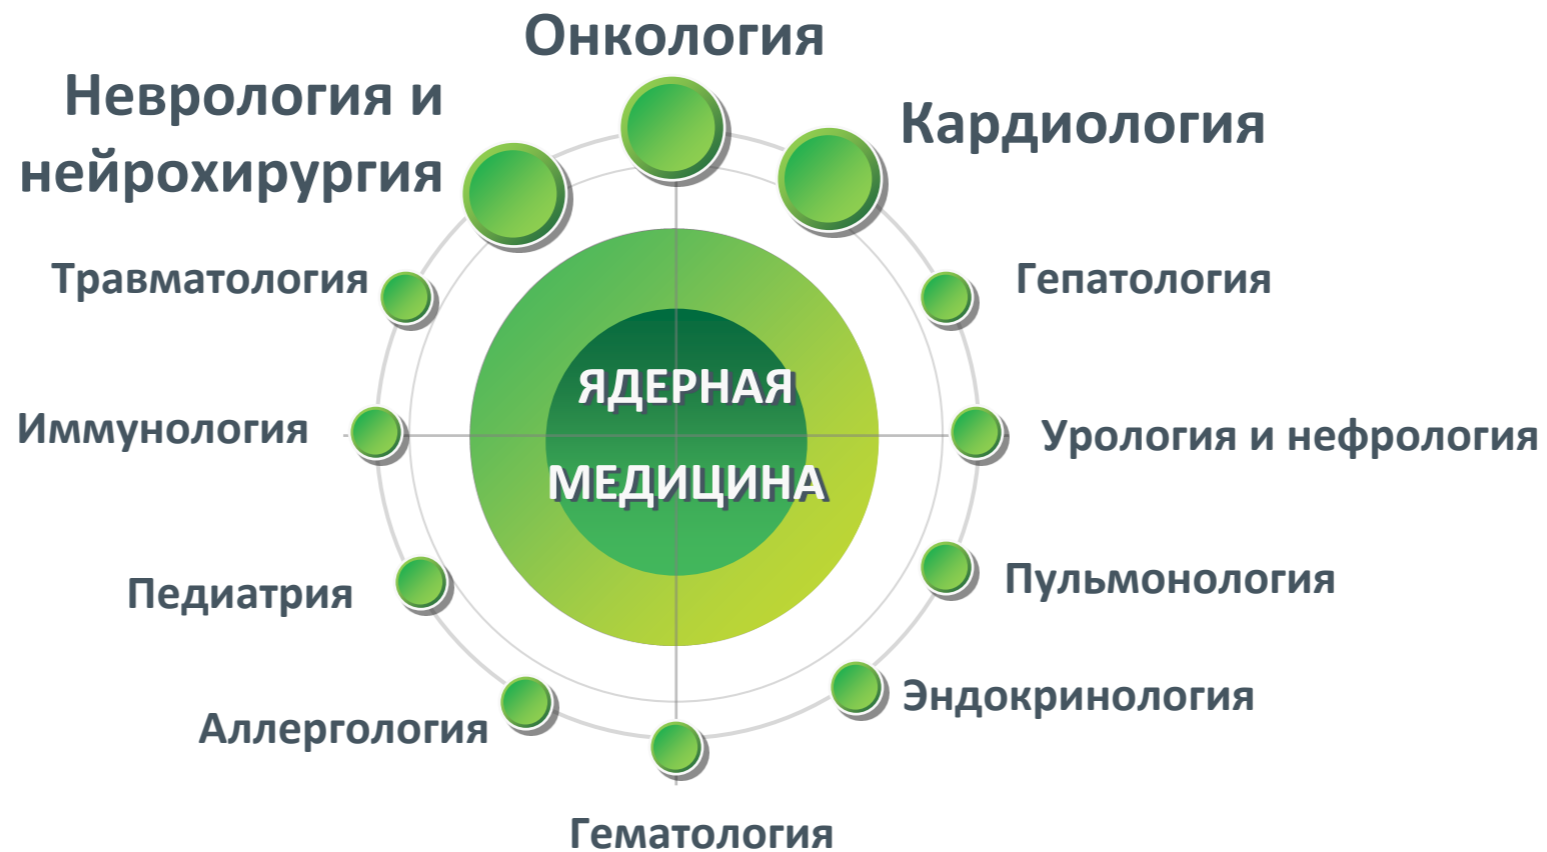 Онкология
Неврология и
нейрохирургия
Кардиология
Травматология
Гепатология
ЯДЕРНАЯ
МЕДИЦИНА
Иммунология
Урология и нефрология
Педиатрия
Пульмонология
Эндокринология
Аллергология
Гематология